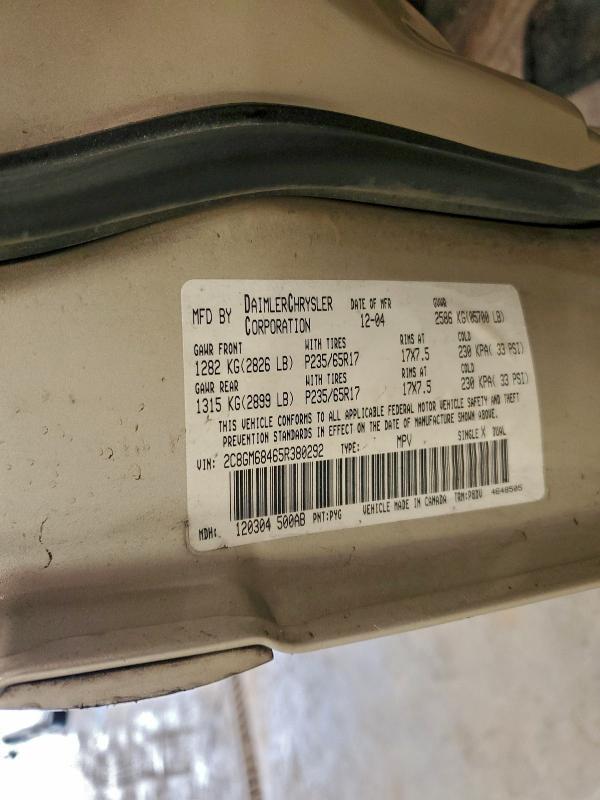 MFD BY DAIMLERCHRYSLER CORPORATION DATE OF MFR 12-04 GVWR 2586 KG(05700 LB)
GAWR FRONT WITH TIRES RIMS AT COLD
1282 KG(2826 LB) P235/65R17 17X7.5 230 KPA( 33 PSI)
GAWR REAR WITH TIRES RIMS AT COLD
1315 KG(2899 LB) P235/65R17 17X7.5 230 KPA( 33 PSI)
THIS VEHICLE CONFORMS TO ALL APPLICABLE FEDERAL MOTOR VEHICLE SAFETY AND THEFT
PREVENTION STANDARDS IN EFFECT ON THE DATE OF MANUFACTURE SHOWN ABOVE.
VIN: 2C8GM68465R380292 TYPE: MPV SINGLE X DUAL
MDH: 120304 500AB PNT:PYG VEHICLE MADE IN CANADA TRM:P8DV 4648505